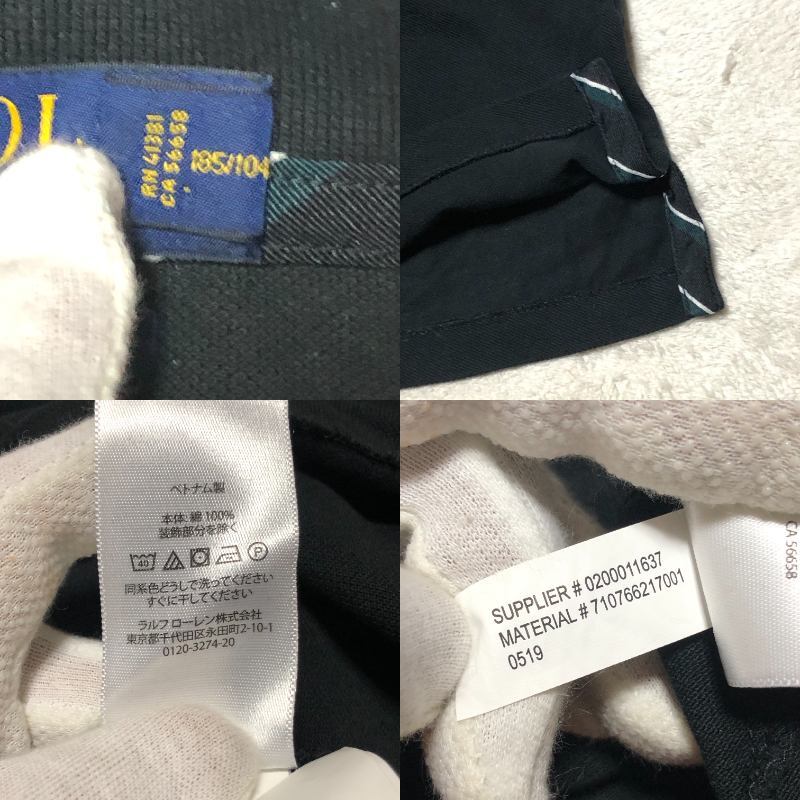 RN 41381
CA 56658
185/104
ベトナム製
本体: 綿 100%
装飾部分を除く
40
P
同系色どうしで洗ってください
すぐに干してください
ラルフ ローレン株式会社
東京都千代田区永田町2-10-1
0120-3274-20
SUPPLIER # 0200011637
MATERIAL # 710766217001
0519
CA 56658